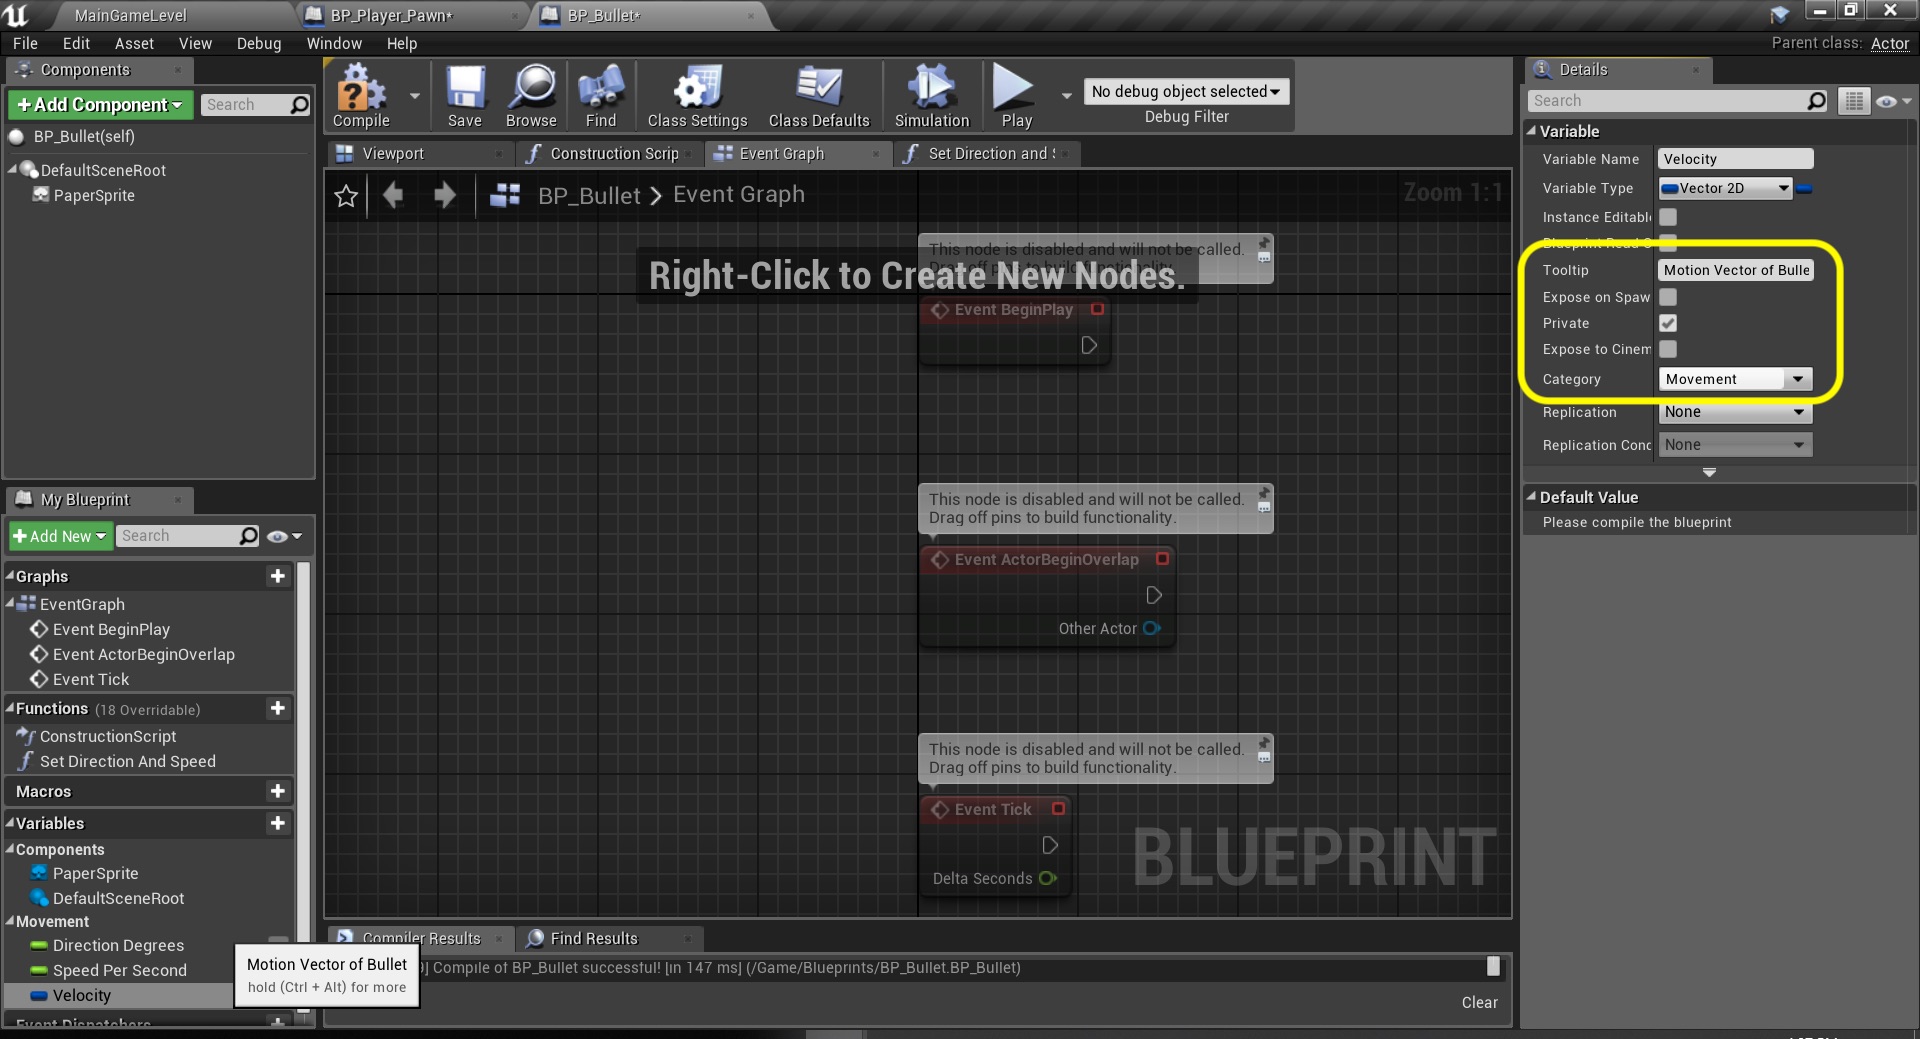 MainGameLevel
BP_Player_Pawn*
BP_Bullet*
File Edit Asset View Debug Window Help
Parent class: Actor
Components
+Add Component
Search
BP_Bullet(self)
DefaultSceneRoot
PaperSprite
Compile
Save
Browse
Find
Class Settings
Class Defaults
Simulation
Play
No debug object selected
Debug Filter
Viewport
Construction Scrip
Event Graph
Set Direction and
BP_Bullet > Event Graph
Zoom 1:1
Right-Click to Create New Nodes.
This node is disabled and will not be called.
Drag off pins to build functionality.
Event BeginPlay
This node is disabled and will not be called.
Drag off pins to build functionality.
Event ActorBeginOverlap
Other Actor
This node is disabled and will not be called.
Drag off pins to build functionality.
Event Tick
Delta Seconds
BLUEPRINT
My Blueprint
+Add New
Search
Graphs
EventGraph
Event BeginPlay
Event ActorBeginOverlap
Event Tick
Functions (18 Overridable)
ConstructionScript
Set Direction And Speed
Macros
Variables
Components
PaperSprite
DefaultSceneRoot
Movement
Direction Degrees
Speed Per Second
Velocity
Event Dispatchers
Motion Vector of Bullet
hold (Ctrl + Alt) for more
Compiler Results
Find Results
] Compile of BP_Bullet successful! [in 147 ms] (/Game/Blueprints/BP_Bullet.BP_Bullet)
Clear
Details
Search
Variable
Variable Name Velocity
Variable Type Vector 2D
Instance Editabl
Blueprint Read O
Tooltip Motion Vector of Bulle
Expose on Spaw
Private
Expose to Cinem
Category Movement
Replication None
Replication Conc None
Default Value
Please compile the blueprint